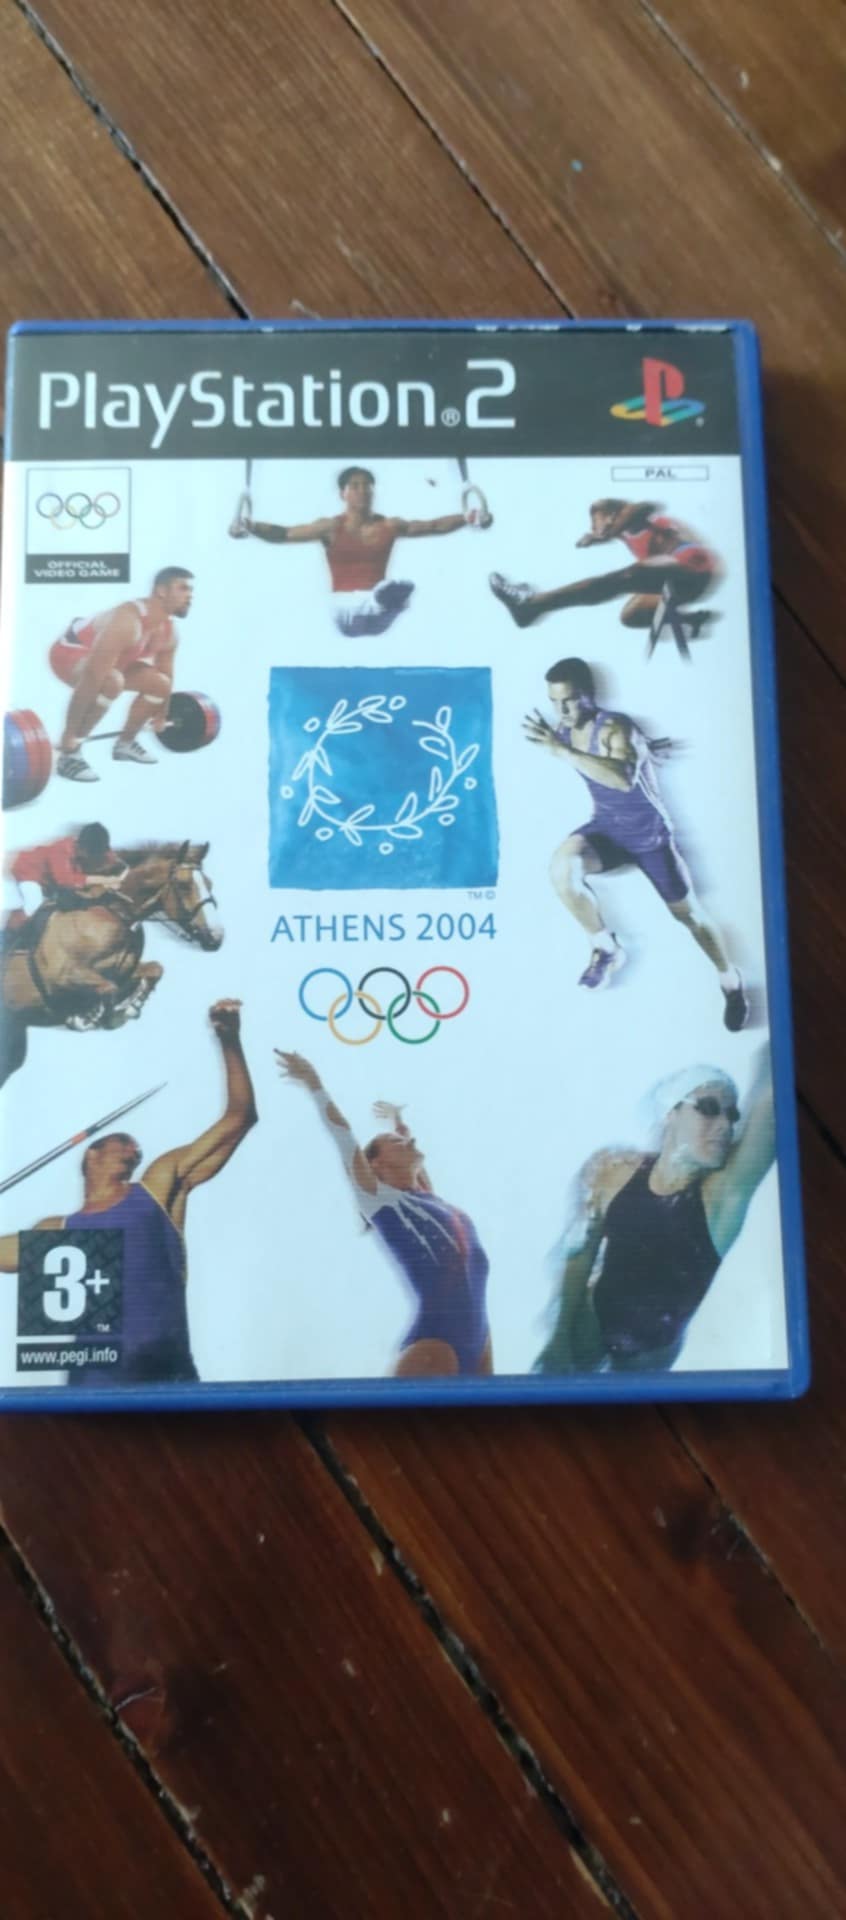 PlayStation®2
PAL
OFFICIAL
VIDEO GAME
TM ©
ATHENS 2004
3+
TM
www.pegi.info